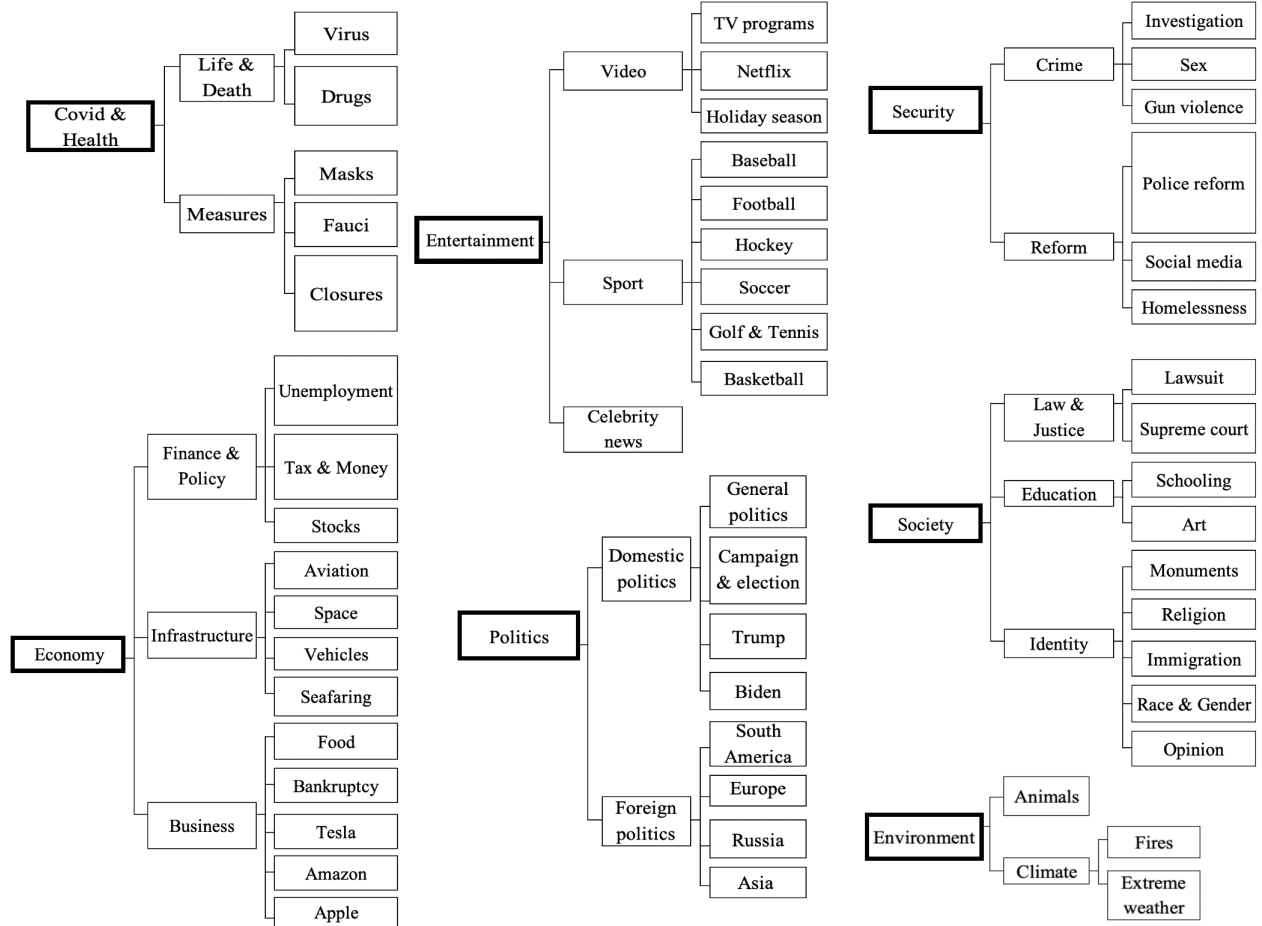 Covid &
Health
Life &
Death
Virus
Drugs
Measures
Masks
Fauci
Closures
Economy
Finance &
Policy
Unemployment
Tax & Money
Stocks
Infrastructure
Aviation
Space
Vehicles
Seafaring
Business
Food
Bankruptcy
Tesla
Amazon
Apple
Entertainment
Video
TV programs
Netflix
Holiday season
Sport
Baseball
Football
Hockey
Soccer
Golf & Tennis
Basketball
Celebrity
news
Politics
Domestic
politics
General
politics
Campaign
& election
Trump
Biden
Foreign
politics
South
America
Europe
Russia
Asia
Security
Crime
Investigation
Sex
Gun violence
Reform
Police reform
Social media
Homelessness
Society
Law &
Justice
Lawsuit
Supreme court
Education
Schooling
Art
Identity
Monuments
Religion
Immigration
Race & Gender
Opinion
Environment
Animals
Climate
Fires
Extreme
weather